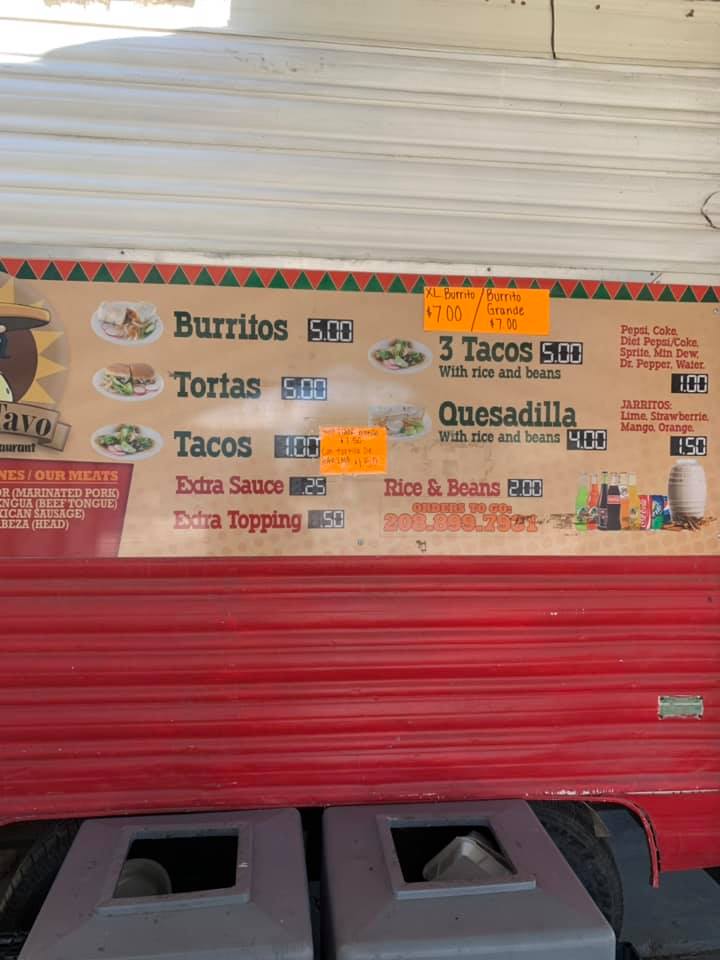 Burritos 5.00
Tortas 5.00
Tacos 1.00
Extra Sauce .25
Extra Topping .50
Tavo
aurant
NES / OUR MEATS
OR (MARINATED PORK)
ENGUA (BEEF TONGUE)
XICAN SAUSAGE)
BEZA (HEAD)
$1.50
XL Burrito / Burrito
$7.00 Grande
$7.00
3 Tacos 5.00
With rice and beans
Quesadilla
With rice and beans 4.00
Rice & Beans 2.00
ORDERS TO GO:
Pepsi, Coke,
Diet Pepsi/Coke,
Sprite, Mtn Dew,
Dr. Pepper, Water.
1.00
JARRITOS:
Lime, Strawberrie,
Mango, Orange.
1.50